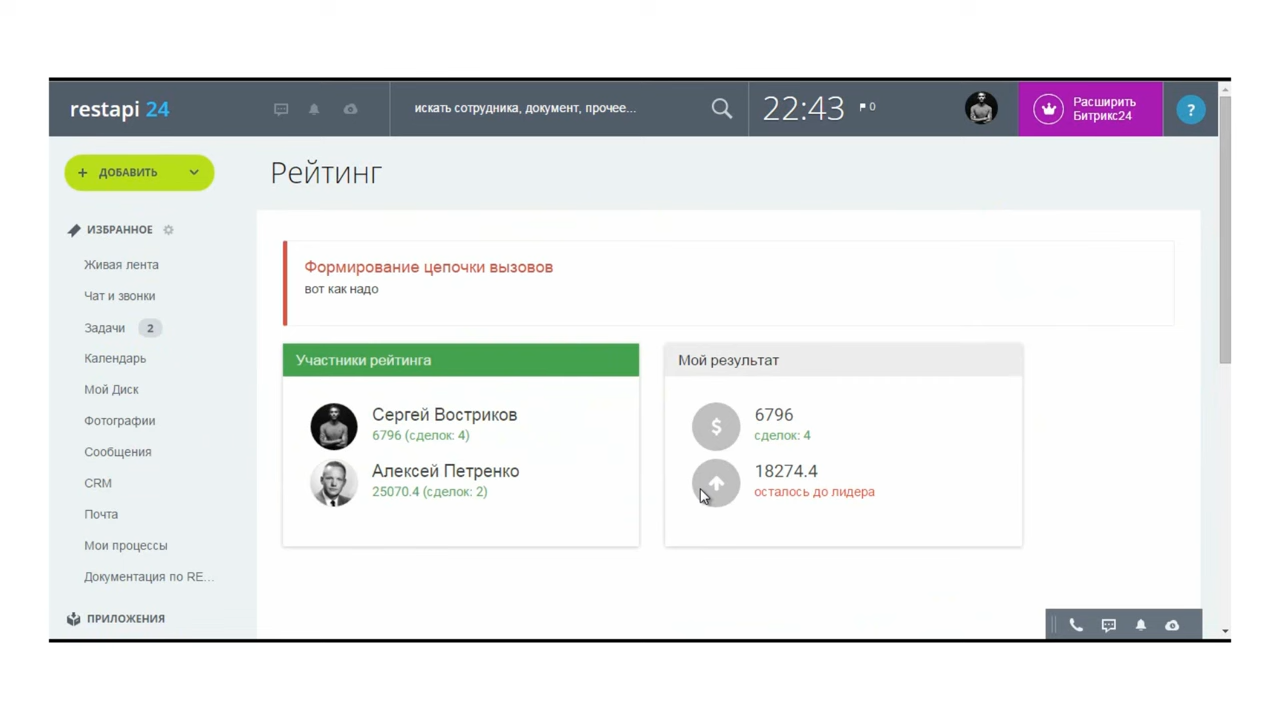 restapi 24
искать сотрудника, документ, прочее...
22:43
0
Расширить
Битрикс24
?
+ ДОБАВИТЬ
Рейтинг
ИЗБРАННОЕ
Живая лента
Чат и звонки
Задачи 2
Календарь
Мой Диск
Фотографии
Сообщения
CRM
Почта
Мои процессы
Документация по RE...
ПРИЛОЖЕНИЯ
Формирование цепочки вызовов
вот как надо
Участники рейтинга
Сергей Востриков
6796 (сделок: 4)
Алексей Петренко
25070.4 (сделок: 2)
Мой результат
$
6796
сделок: 4
18274.4
осталось до лидера